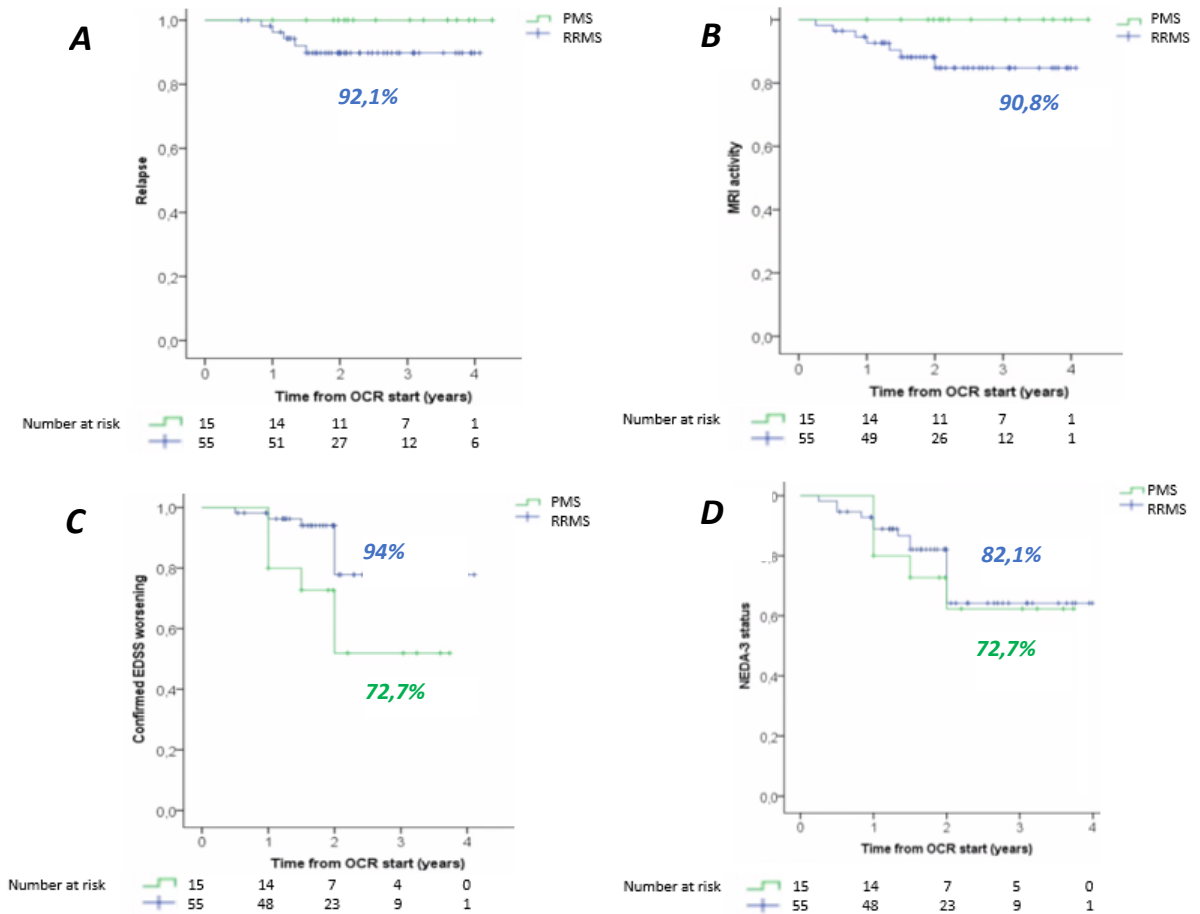 A
1,0
0,8
0,6
0,4
0,2
0,0
Relapse
92,1%
PMS
RRMS
0 1 2 3 4
Time from OCR start (years)
Number at risk
15 14 11 7 1
55 51 27 12 6
B
0,8
0,6
0,4
0,2
0,0
MRI activity
90,8%
PMS
RRMS
0 1 2 3 4
Time from OCR start (years)
Number at risk
15 14 11 7 1
55 49 26 12 1
C
1,0
0,8
0,6
0,4
0,2
0,0
Confirmed EDSS worsening
94%
72,7%
PMS
RRMS
0 1 2 3 4
Time from OCR start (years)
Number at risk
15 14 7 4 0
55 48 23 9 1
D
0,6
0,4
0,2
0,0
NEDA-3 status
82,1%
72,7%
PMS
RRMS
0 1 2 3 4
Time from OCR start (years)
Number at risk
15 14 7 5 0
55 48 23 9 1